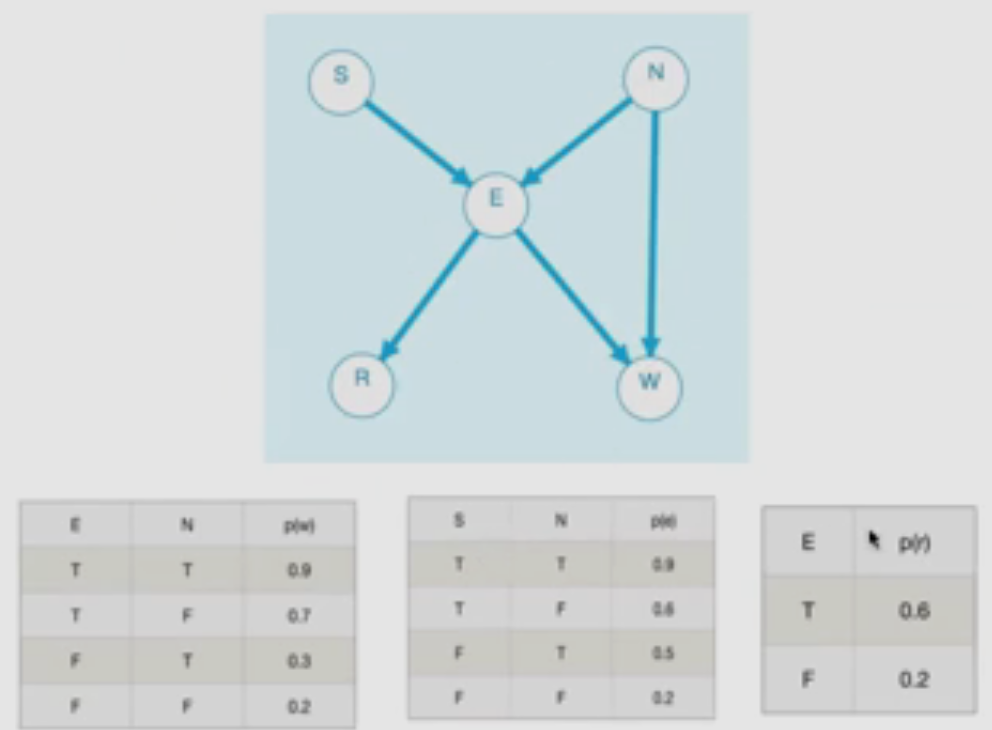 S
N
E
R
W
E N p(w)
T T 0.9
T F 0.7
F T 0.3
F F 0.2
S N p(e)
T T 0.9
T F 0.6
F T 0.5
F F 0.2
E p(r)
T 0.6
F 0.2